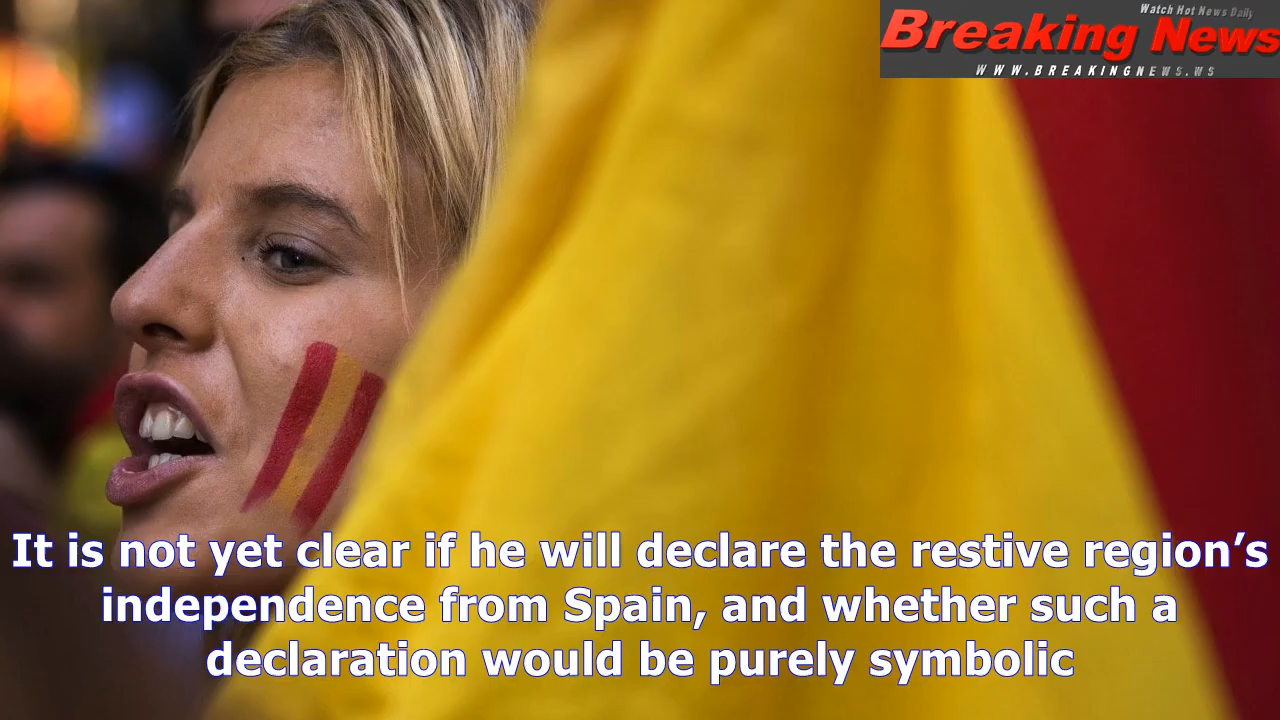 Watch Hot News Daily
Breaking News
WWW.BREAKINGNEWS.WS
It is not yet clear if he will declare the restive region’s
independence from Spain, and whether such a
declaration would be purely symbolic